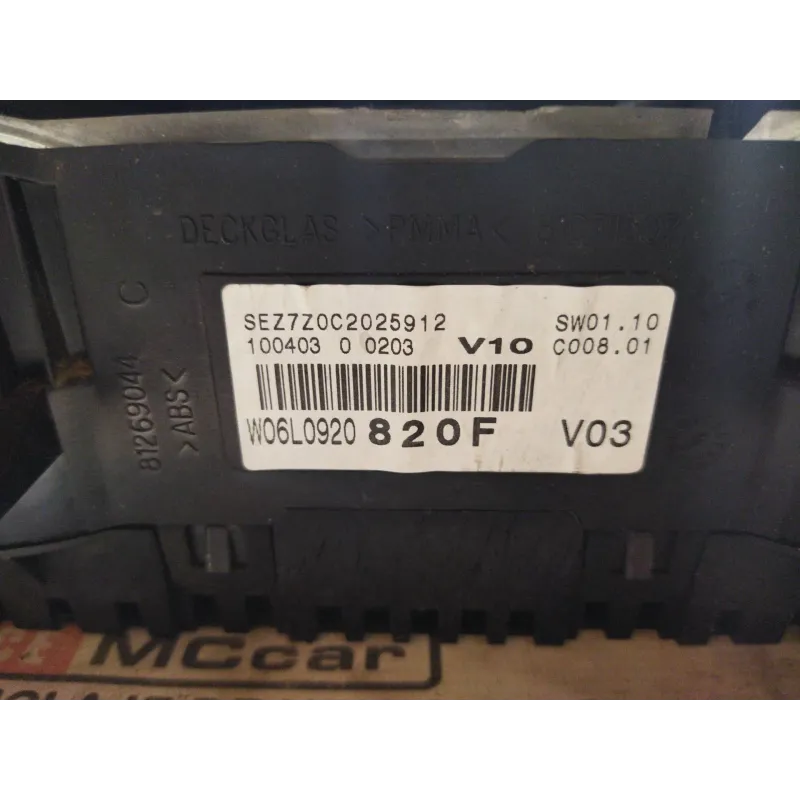 DECKGLAS >PMMA<
81269044 C
>ABS<
SEZ7Z0C2025912 SW01.10
100403 0 0203 V10 C008.01
W06L0920 820F V03
MCcar